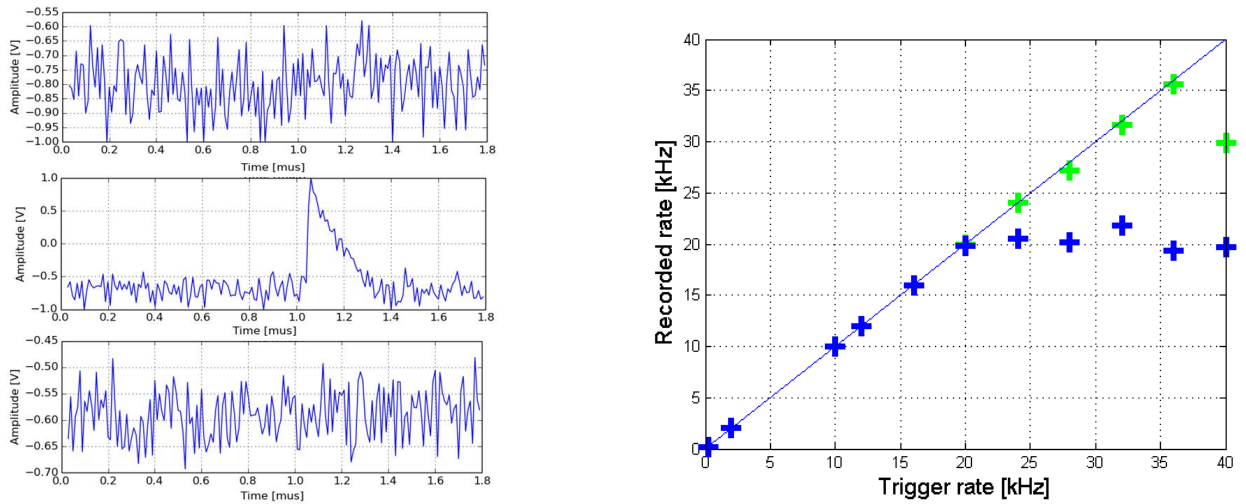 Amplitude [V]
−0.55
−0.60
−0.65
−0.70
−0.75
−0.80
−0.85
−0.90
−0.95
−1.00
0.0 0.2 0.4 0.6 0.8 1.0 1.2 1.4 1.6 1.8
Time [mus]
Amplitude [V]
1.0
0.5
0.0
−0.5
−1.0
0.0 0.2 0.4 0.6 0.8 1.0 1.2 1.4 1.6 1.8
Time [mus]
Amplitude [V]
−0.45
−0.50
−0.55
−0.60
−0.65
−0.70
0.0 0.2 0.4 0.6 0.8 1.0 1.2 1.4 1.6 1.8
Time [mus]
Recorded rate [kHz]
40
35
30
25
20
15
10
5
0
0 5 10 15 20 25 30 35 40
Trigger rate [kHz]